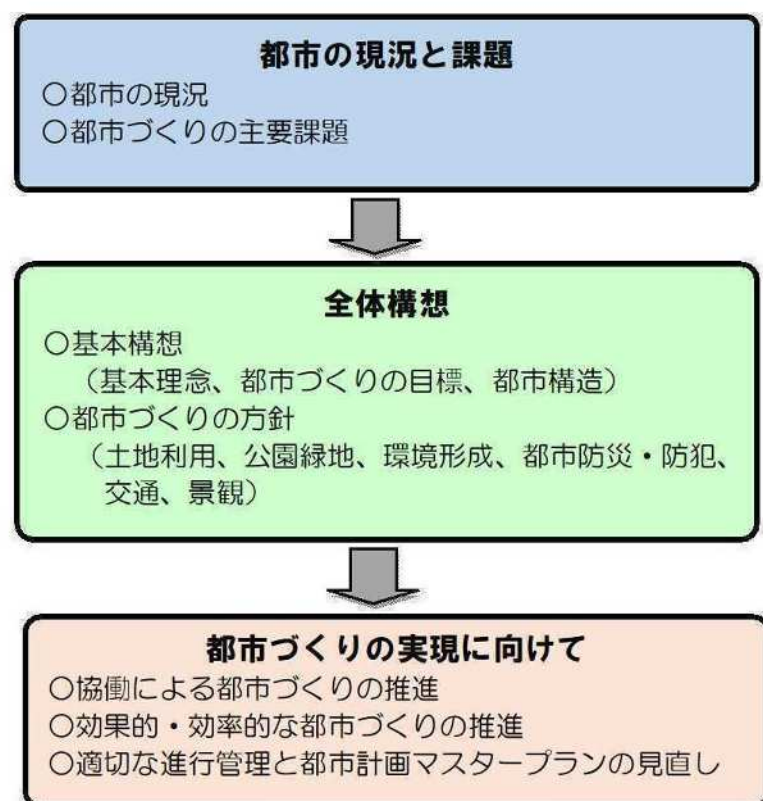 都市の現況と課題
○都市の現況
○都市づくりの主要課題
全体構想
○基本構想
（基本理念、都市づくりの目標、都市構造）
○都市づくりの方針
（土地利用、公園緑地、環境形成、都市防災・防犯、
交通、景観）
都市づくりの実現に向けて
○協働による都市づくりの推進
○効果的・効率的な都市づくりの推進
○適切な進行管理と都市計画マスタープランの見直し